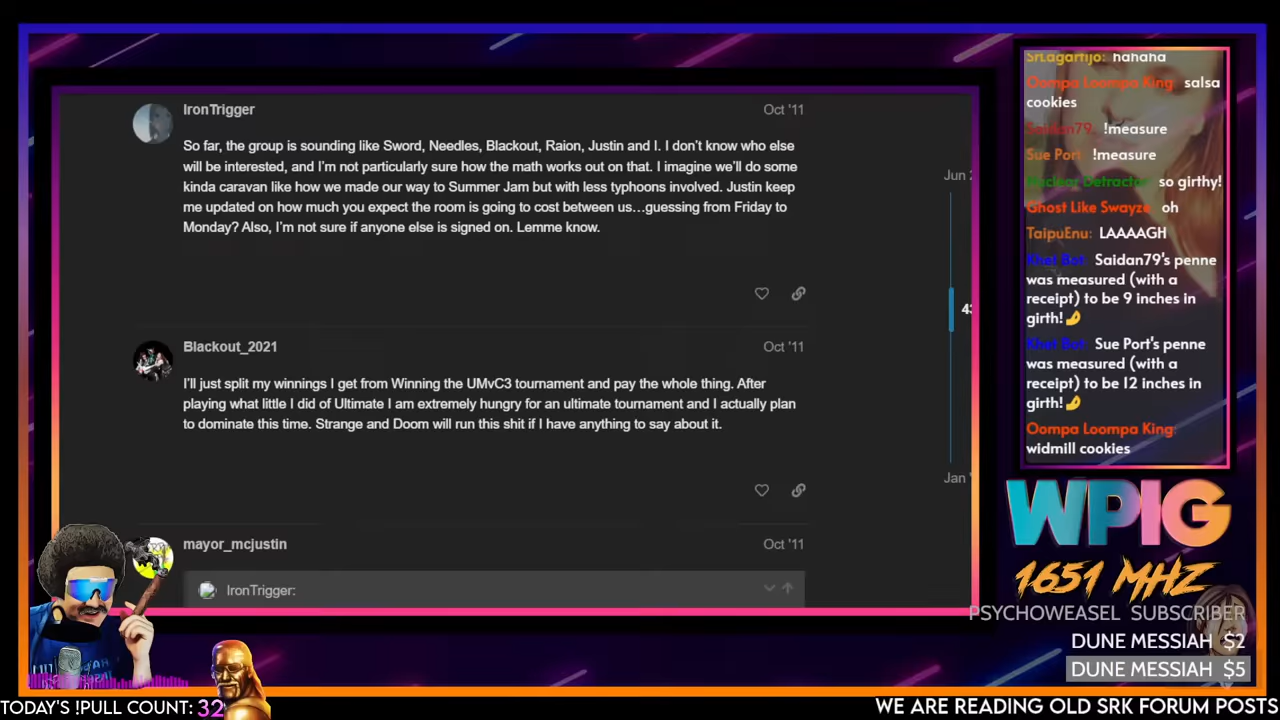 IronTrigger
Oct '11
So far, the group is sounding like Sword, Needles, Blackout, Raion, Justin and I. I don't know who else
will be interested, and I'm not particularly sure how the math works out on that. I imagine we'll do some
kinda caravan like how we made our way to Summer Jam but with less typhoons involved. Justin keep
me updated on how much you expect the room is going to cost between us…guessing from Friday to
Monday? Also, I'm not sure if anyone else is signed on. Lemme know.
Blackout_2021
Oct '11
I'll just split my winnings I get from Winning the UMvC3 tournament and pay the whole thing. After
playing what little I did of Ultimate I am extremely hungry for an ultimate tournament and I actually plan
to dominate this time. Strange and Doom will run this shit if I have anything to say about it.
mayor_mcjustin
Oct '11
IronTrigger:
Jun 2
43
Jan '
SrLagartijo: hahaha
Oompa Loompa King: salsa
cookies
Saidan79: !measure
Sue Port: !measure
Nuclear Detractor: so girthy!
Ghost Like Swayze: oh
TaipuEnu: LAAAAGH
Khet Bot: Saidan79's penne
was measured (with a
receipt) to be 9 inches in
girth!
Khet Bot: Sue Port's penne
was measured (with a
receipt) to be 12 inches in
girth!
Oompa Loompa King:
widmill cookies
WPIG
1651 MHZ
PSYCHOWEASEL SUBSCRIBER
DUNE MESSIAH $2
DUNE MESSIAH $5
TODAY'S !PULL COUNT: 32
WE ARE READING OLD SRK FORUM POSTS